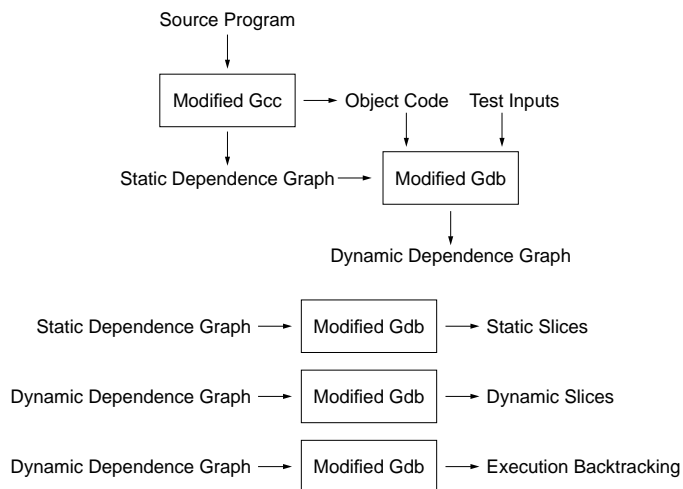 Source Program
Modified Gcc
Object Code
Test Inputs
Static Dependence Graph
Modified Gdb
Dynamic Dependence Graph
Static Dependence Graph
Modified Gdb
Static Slices
Dynamic Dependence Graph
Modified Gdb
Dynamic Slices
Dynamic Dependence Graph
Modified Gdb
Execution Backtracking